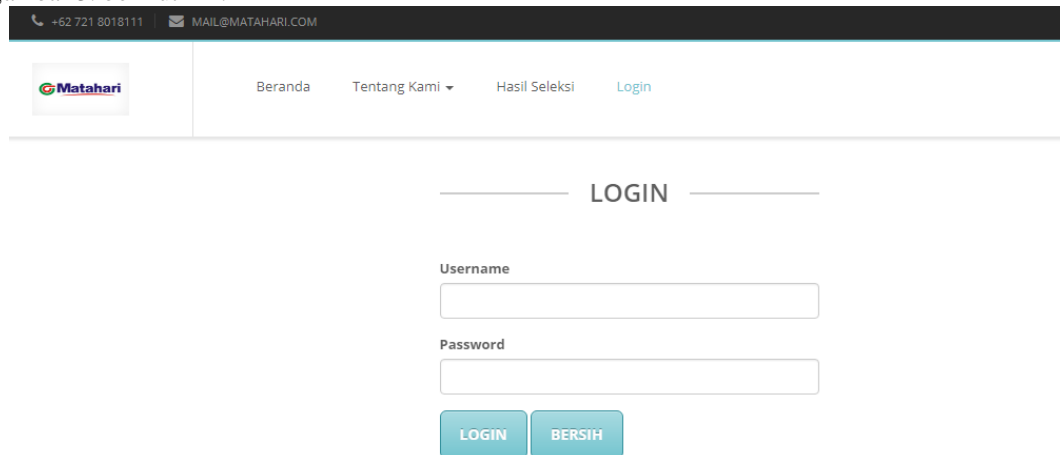 +62 721 8018111 MAIL@MATAHARI.COM
Matahari
Beranda Tentang Kami Hasil Seleksi Login
LOGIN
Username
Password
LOGIN BERSIH